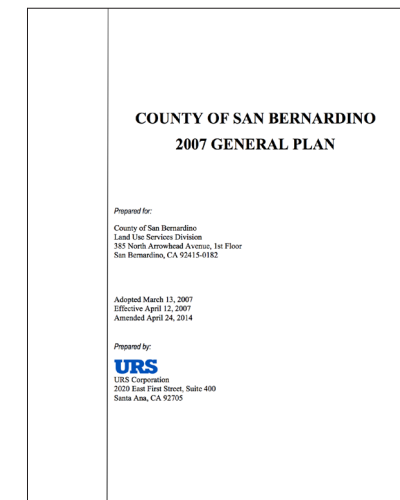 COUNTY OF SAN BERNARDINO
2007 GENERAL PLAN
Prepared for:
County of San Bernardino
Land Use Services Division
385 North Arrowhead Avenue, 1st Floor
San Bernardino, CA 92415-0182
Adopted March 13, 2007
Effective April 12, 2007
Amended April 24, 2014
Prepared by:
URS
URS Corporation
2020 East First Street, Suite 400
Santa Ana, CA 92705